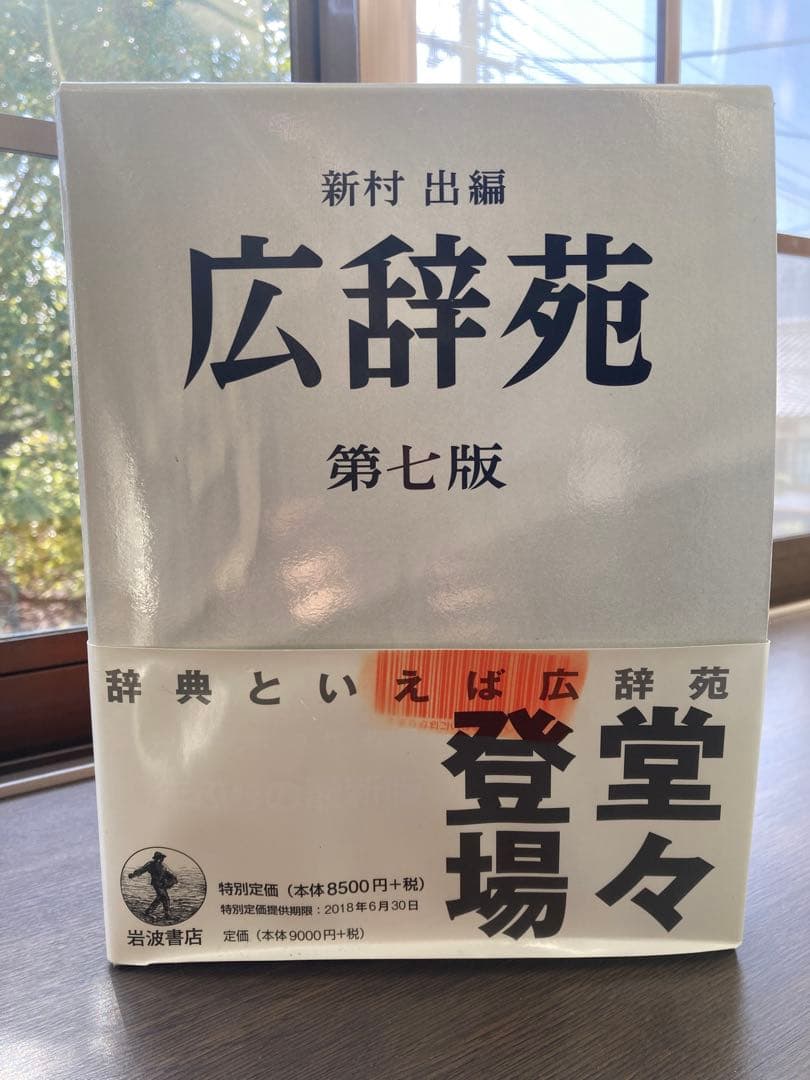 新村 出編
広辞苑
第七版
辞典といえば広辞苑
堂々
登場
特別定価（本体8500円+税）
特別定価提供期限：2018年6月30日
定価（本体9000円+税）
岩波書店